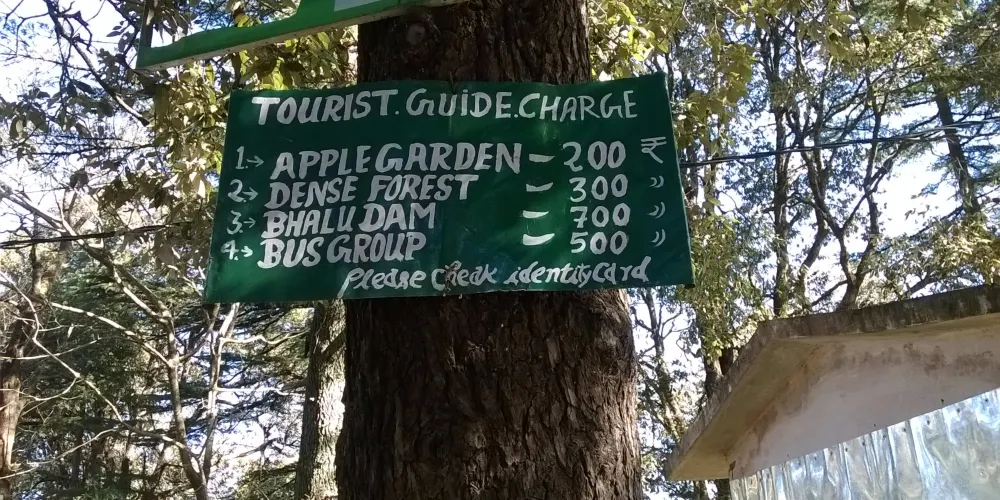 TOURIST. GUIDE. CHARGE
1.→ APPLE GARDEN – 200 ₹
2→ DENSE FOREST – 300 〃
3→ BHALU DAM – 700 〃
4.→ BUS GROUP – 500 〃
Please Cheak identity Card